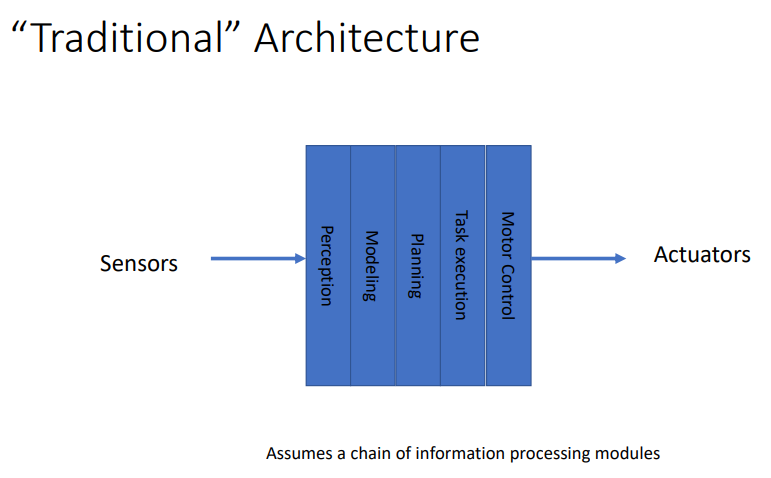 “Traditional” Architecture
Sensors
Perception
Modeling
Planning
Task execution
Motor Control
Actuators
Assumes a chain of information processing modules